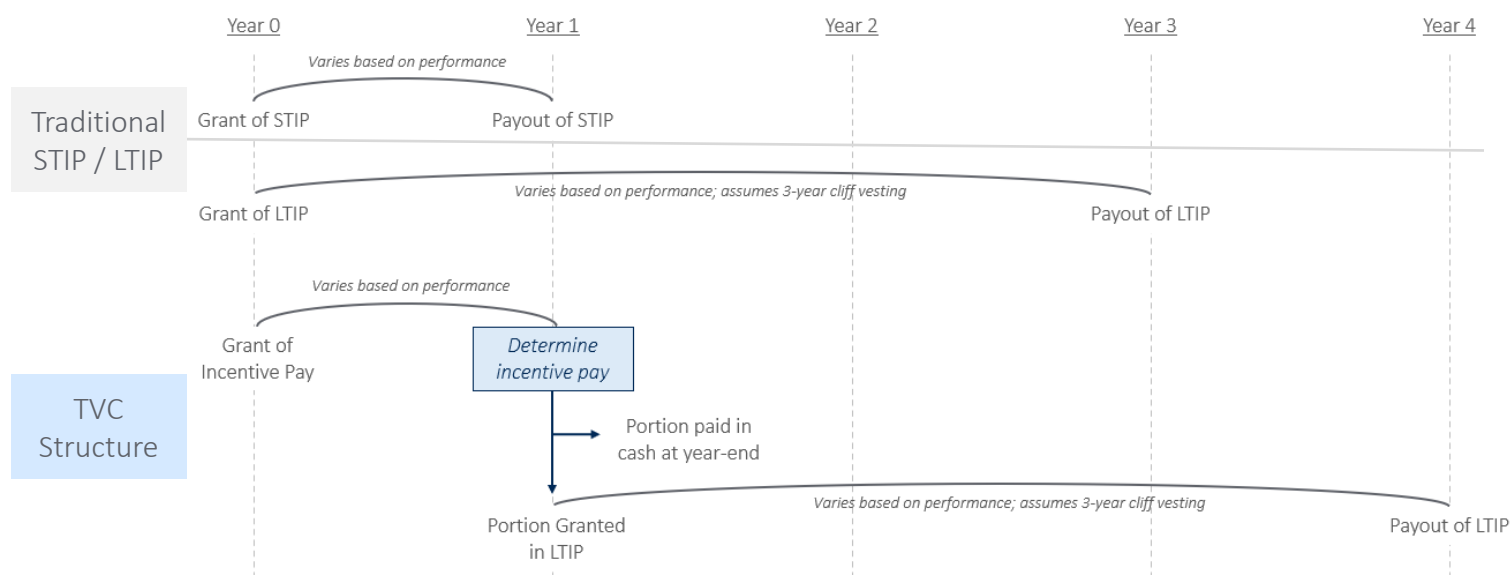 Year 0
Year 1
Year 2
Year 3
Year 4
Traditional
STIP / LTIP
Varies based on performance
Grant of STIP
Payout of STIP
Varies based on performance; assumes 3-year cliff vesting
Grant of LTIP
Payout of LTIP
TVC
Structure
Varies based on performance
Grant of
Incentive Pay
Determine
incentive pay
Portion paid in
cash at year-end
Varies based on performance; assumes 3-year cliff vesting
Portion Granted
in LTIP
Payout of LTIP